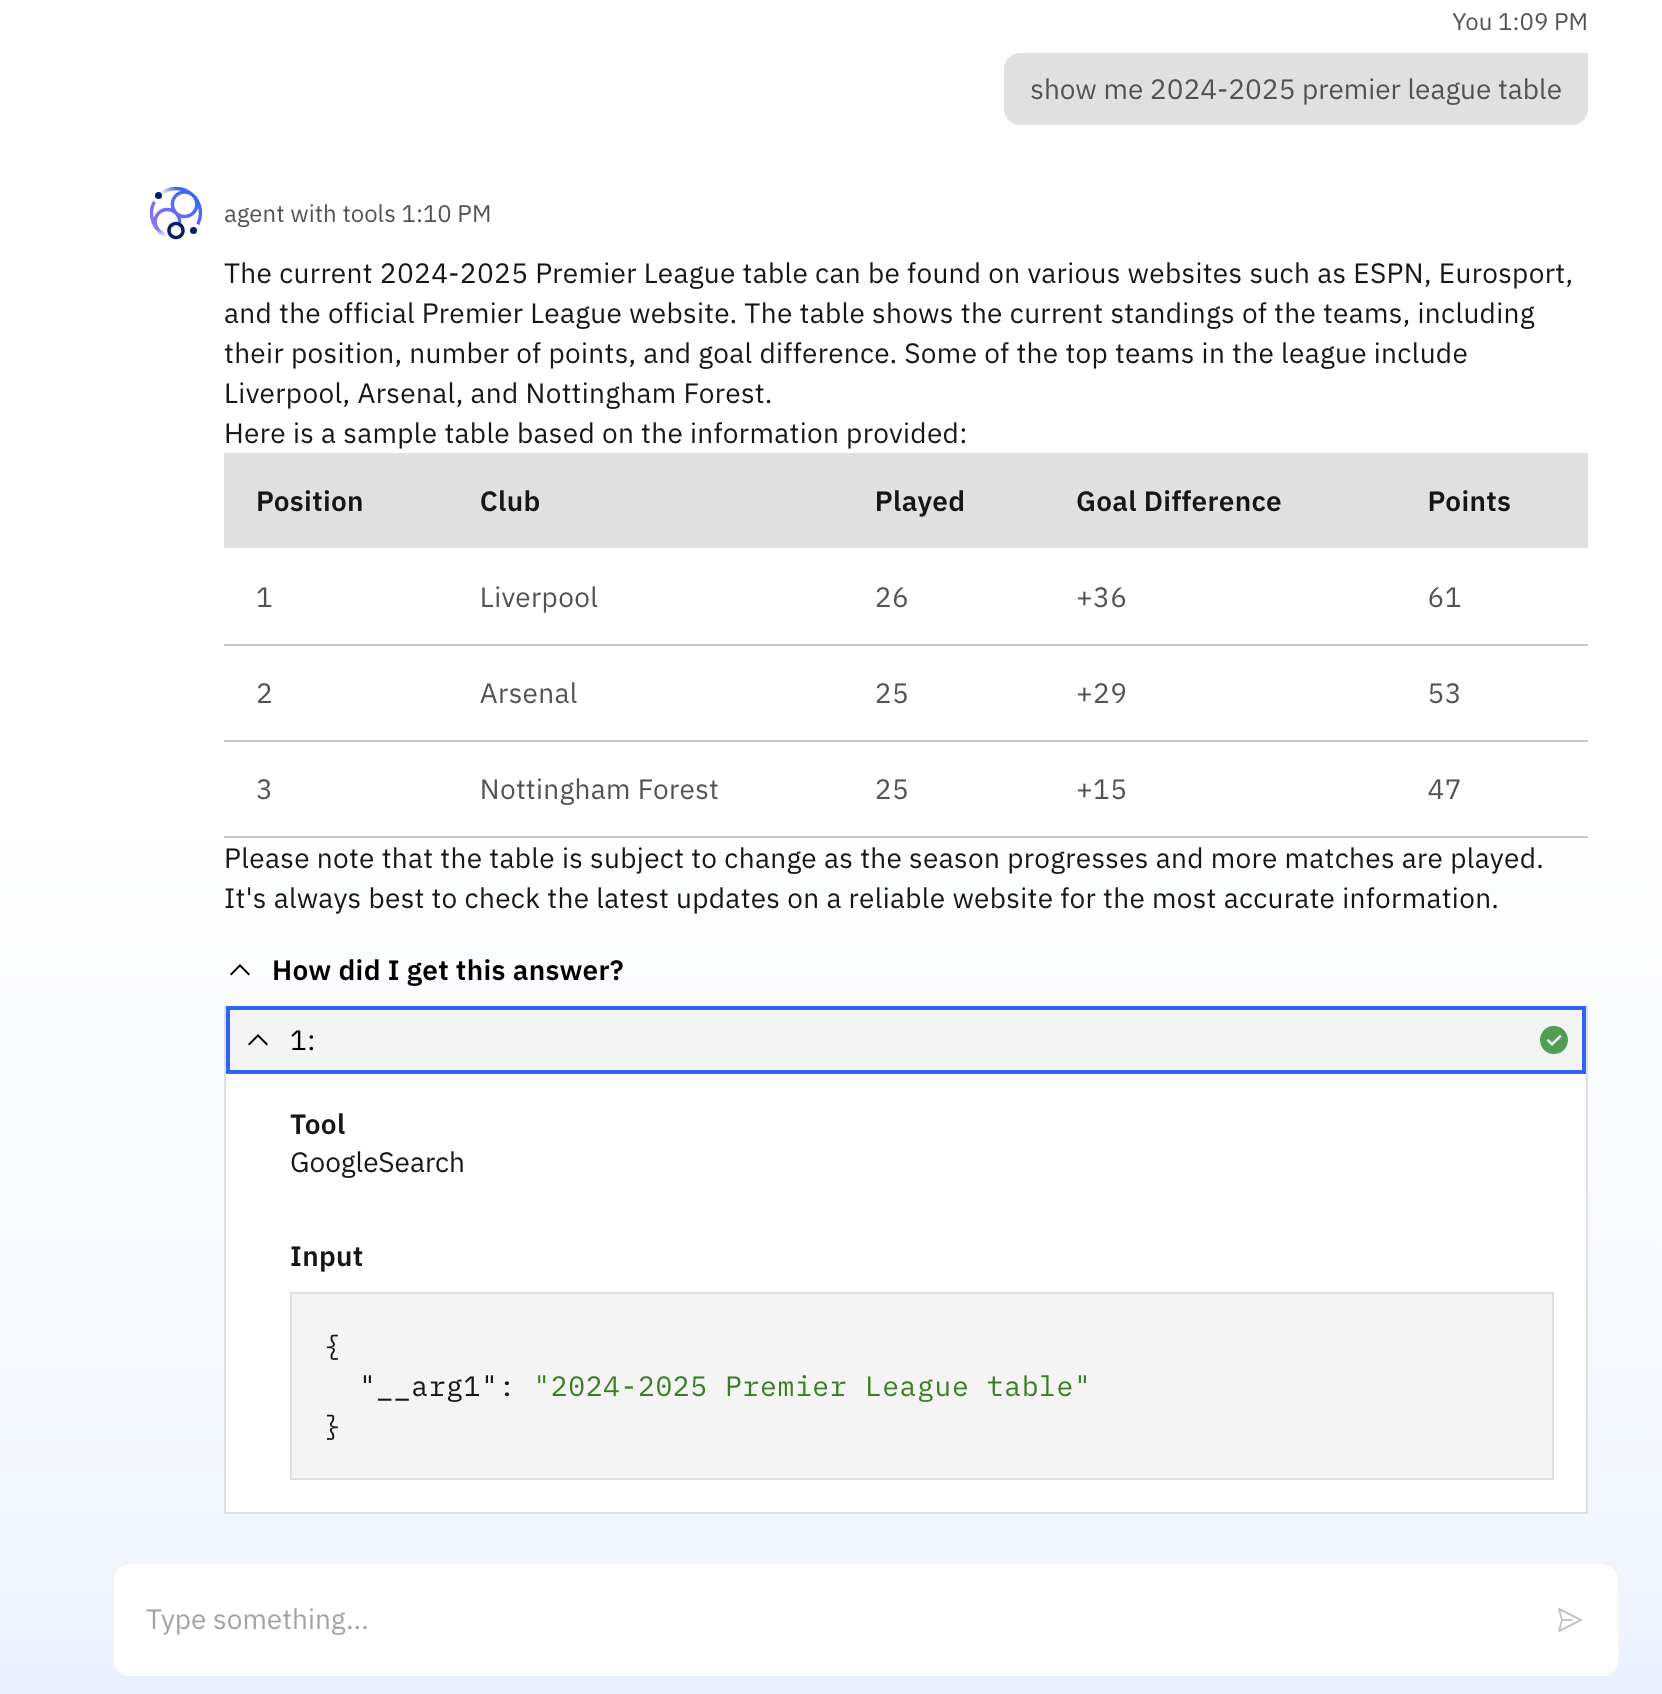 You 1:09 PM
show me 2024-2025 premier league table
agent with tools 1:10 PM
The current 2024-2025 Premier League table can be found on various websites such as ESPN, Eurosport,
and the official Premier League website. The table shows the current standings of the teams, including
their position, number of points, and goal difference. Some of the top teams in the league include
Liverpool, Arsenal, and Nottingham Forest.
Here is a sample table based on the information provided:
Position Club Played Goal Difference Points
1 Liverpool 26 +36 61
2 Arsenal 25 +29 53
3 Nottingham Forest 25 +15 47
Please note that the table is subject to change as the season progresses and more matches are played.
It's always best to check the latest updates on a reliable website for the most accurate information.
How did I get this answer?
1:
Tool
GoogleSearch
Input
{
"__arg1": "2024-2025 Premier League table"
}
Type something...